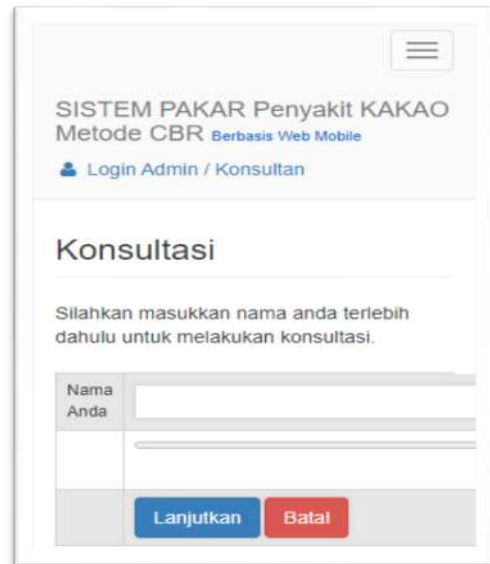 SISTEM PAKAR Penyakit KAKAO
Metode CBR Berbasis Web Mobile
Login Admin / Konsultan
Konsultasi
Silahkan masukkan nama anda terlebih
dahulu untuk melakukan konsultasi.
Nama
Anda
Lanjutkan Batal